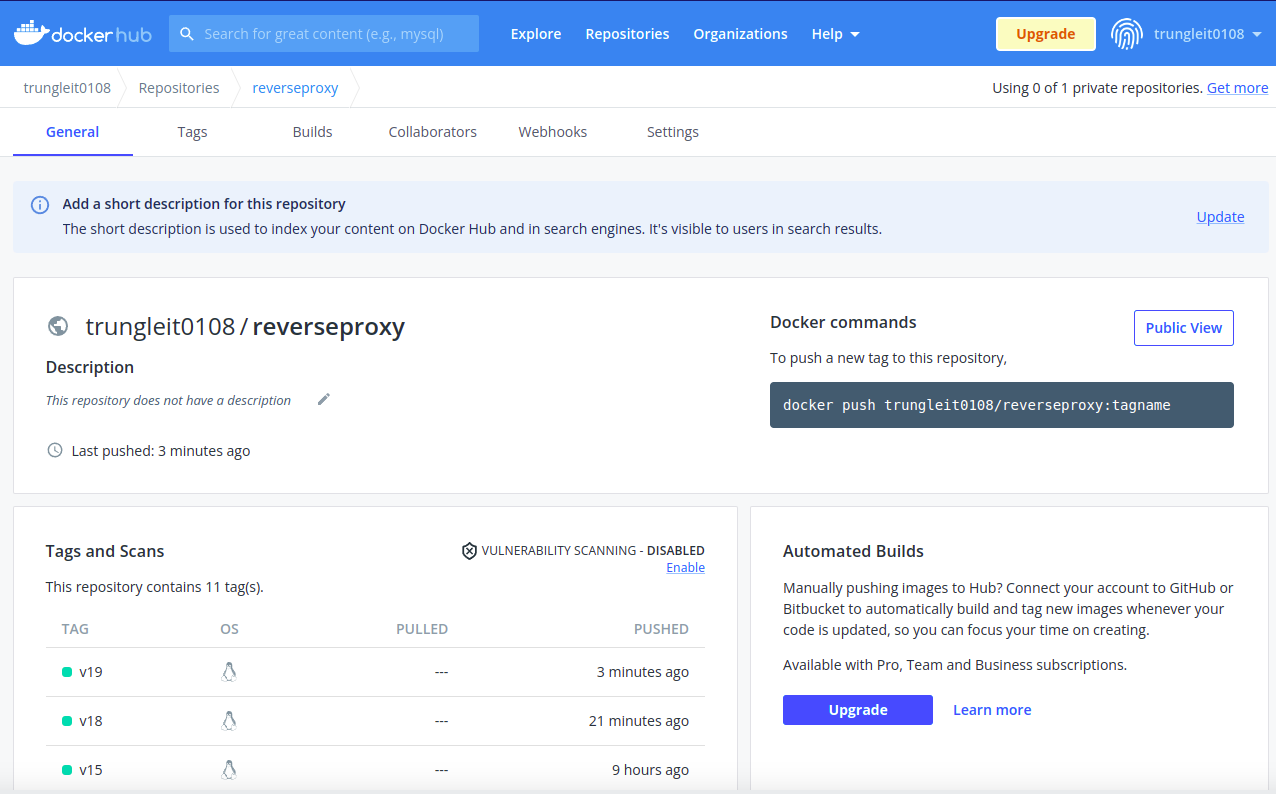 docker hub
Search for great content (e.g., mysql)
Explore
Repositories
Organizations
Help
Upgrade
trungleit0108
trungleit0108
Repositories
reverseproxy
Using 0 of 1 private repositories. Get more
General
Tags
Builds
Collaborators
Webhooks
Settings
Add a short description for this repository
The short description is used to index your content on Docker Hub and in search engines. It's visible to users in search results.
Update
trungleit0108 / reverseproxy
Description
This repository does not have a description
Last pushed: 3 minutes ago
Docker commands
Public View
To push a new tag to this repository,
docker push trungleit0108/reverseproxy:tagname
Tags and Scans
VULNERABILITY SCANNING - DISABLED
Enable
This repository contains 11 tag(s).
TAG OS PULLED PUSHED
v19 --- 3 minutes ago
v18 --- 21 minutes ago
v15 --- 9 hours ago
Automated Builds
Manually pushing images to Hub? Connect your account to GitHub or
Bitbucket to automatically build and tag new images whenever your
code is updated, so you can focus your time on creating.
Available with Pro, Team and Business subscriptions.
Upgrade
Learn more